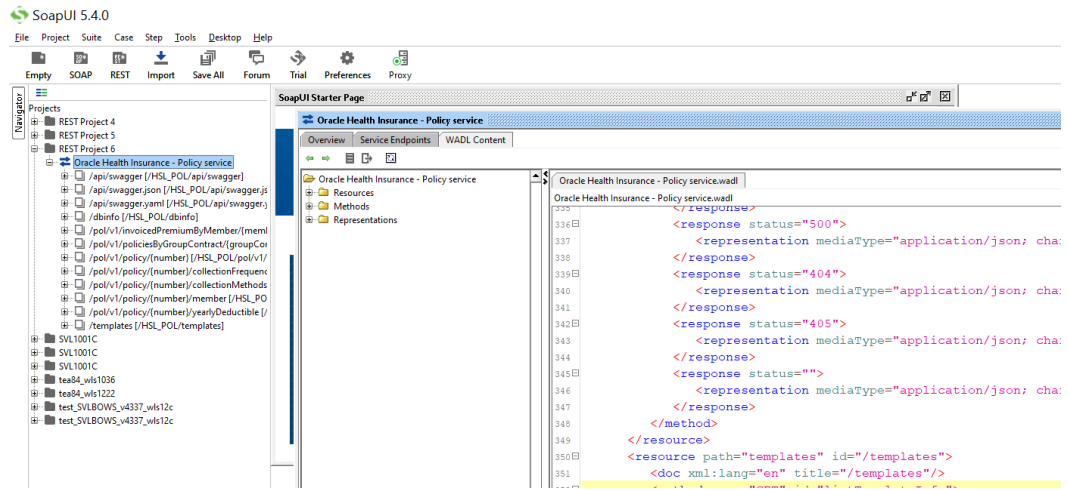 SoapUI 5.4.0
File Project Suite Case Step Tools Desktop Help
Empty SOAP REST Import Save All Forum Trial Preferences Proxy
Navigator
Projects
REST Project 4
REST Project 5
REST Project 6
Oracle Health Insurance - Policy service
/api/swagger [/HSL_POL/api/swagger]
/api/swagger.json [/HSL_POL/api/swagger.js
/api/swagger.yaml [/HSL_POL/api/swagger.y
/dbinfo [/HSL_POL/dbinfo]
/pol/v1/invoicedPremiumByMember/{meml
/pol/v1/policiesByGroupContract/{groupCor
/pol/v1/policy/{number} [/HSL_POL/pol/v1/
/pol/v1/policy/{number}/collectionFrequenc
/pol/v1/policy/{number}/collectionMethods
/pol/v1/policy/{number}/member [/HSL_PO
/pol/v1/policy/{number}/yearlyDeductible [/
/templates [/HSL_POL/templates]
SVL1001C
SVL1001C
SVL1001C
tea84_wls1036
tea84_wls1222
test_SVLBOWS_v4337_wls12c
test_SVLBOWS_v4337_wls12c
SoapUI Starter Page
Oracle Health Insurance - Policy service
Overview Service Endpoints WADL Content
Oracle Health Insurance - Policy service
Resources
Methods
Representations
Oracle Health Insurance - Policy service.wadl
Oracle Health Insurance - Policy service.wadl
335 </response>
336 <response status="500">
337 <representation mediaType="application/json; cha
338 </response>
339 <response status="404">
340 <representation mediaType="application/json; cha
341 </response>
342 <response status="405">
343 <representation mediaType="application/json; cha
344 </response>
345 <response status="">
346 <representation mediaType="application/json; cha
347 </response>
348 </method>
349 </resource>
350 <resource path="templates" id="/templates">
351 <doc xml:lang="en" title="/templates"/>